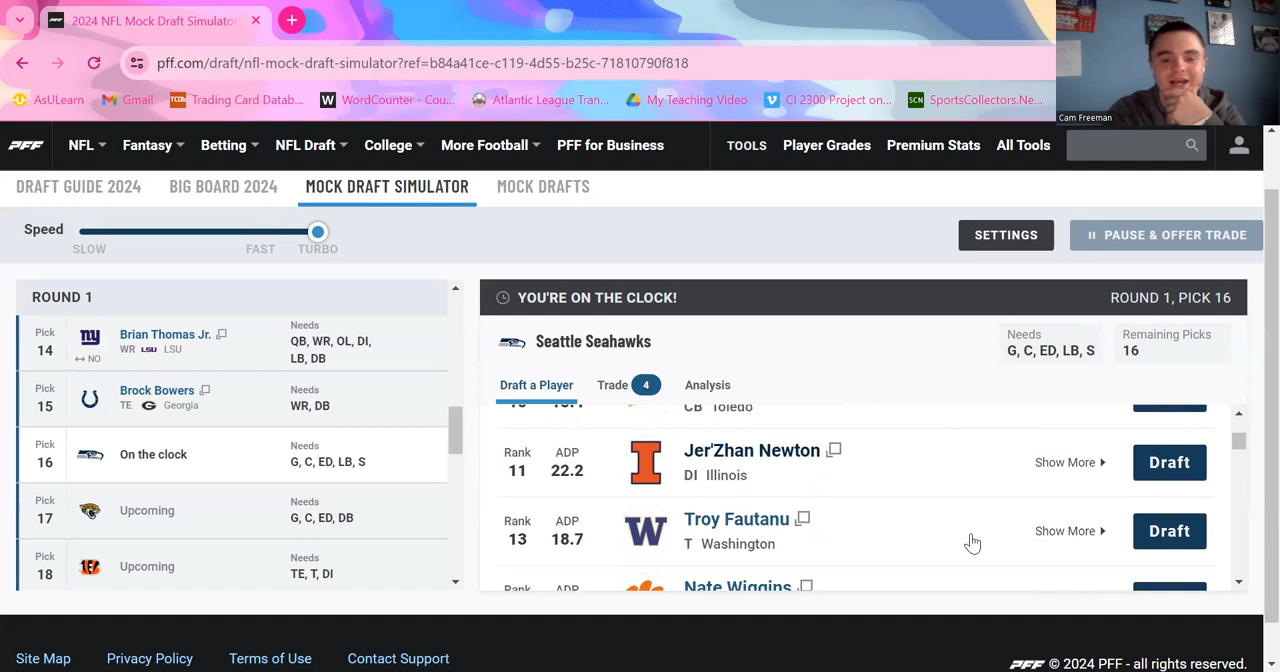 2024 NFL Mock Draft Simulator
pff.com/draft/nfl-mock-draft-simulator?ref=b84a41ce-c119-4d55-b25c-71810790f818
AsULearn
Gmail
Trading Card Datab...
WordCounter - Cou...
Atlantic League Tran...
My Teaching Video
CI 2300 Project on...
SportsCollectors.Ne...
Cam Freeman
PFF NFL Fantasy Betting NFL Draft College More Football PFF for Business TOOLS Player Grades Premium Stats All Tools
DRAFT GUIDE 2024 BIG BOARD 2024 MOCK DRAFT SIMULATOR MOCK DRAFTS
Speed
SLOW FAST TURBO
SETTINGS
PAUSE & OFFER TRADE
ROUND 1
Pick
14
NO
Brian Thomas Jr.
WR LSU LSU
Needs
QB, WR, OL, DI,
LB, DB
Pick
15
Brock Bowers
TE G Georgia
Needs
WR, DB
Pick
16
On the clock
Needs
G, C, ED, LB, S
Pick
17
Upcoming
Needs
G, C, ED, DB
Pick
18
Upcoming
Needs
TE, T, DI
YOU'RE ON THE CLOCK!
ROUND 1, PICK 16
Seattle Seahawks
Needs
G, C, ED, LB, S
Remaining Picks
16
Draft a Player
Trade 4
Analysis
CB Toledo
Rank
11
ADP
22.2
Jer'Zhan Newton
DI Illinois
Show More
Draft
Rank
13
ADP
18.7
Troy Fautanu
T Washington
Show More
Draft
Rank
ADP
Nate Wiggins
Site Map Privacy Policy Terms of Use Contact Support
PFF © 2024 PFF - all rights reserved.